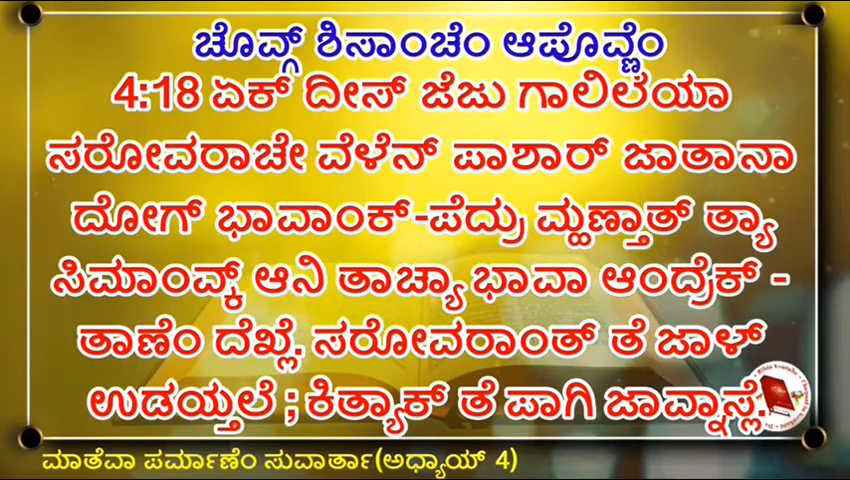 ಚೊವ್ಗ್ ಶಿಸಾಂಚೆಂ ಆಪೊವ್ಣೆಂ
4:18 ಏಕ್ ದೀಸ್ ಜೆಜು ಗಾಲಿಲಯಾ
ಸರೋವರಾಚೇ ವೆಳೆನ್ ಪಾಶಾರ್ ಜಾತಾನಾ
ದೋಗ್ ಭಾವಾಂಕ್-ಪೆದ್ರು ಮ್ಹಣ್ತಾತ್ ತ್ಯಾ
ಸಿಮಾಂವ್ಕ್ ಆನಿ ತಾಚ್ಯಾ ಭಾವಾ ಆಂದ್ರೆಕ್ -
ತಾಣೆಂ ದೆಖ್ಲೆ. ಸರೋವರಾಂತ್ ತೆ ಜಾಳ್
ಉಡಯ್ತಲೆ ; ಕಿತ್ಯಾಕ್ ತೆ ಪಾಗಿ ಜಾವ್ನಾಸ್ಲೆ.
ಮಾತೆವಾ ಪರ್ಮಾಣೆಂ ಸುವಾರ್ತಾ(ಅಧ್ಯಾಯ್ 4)